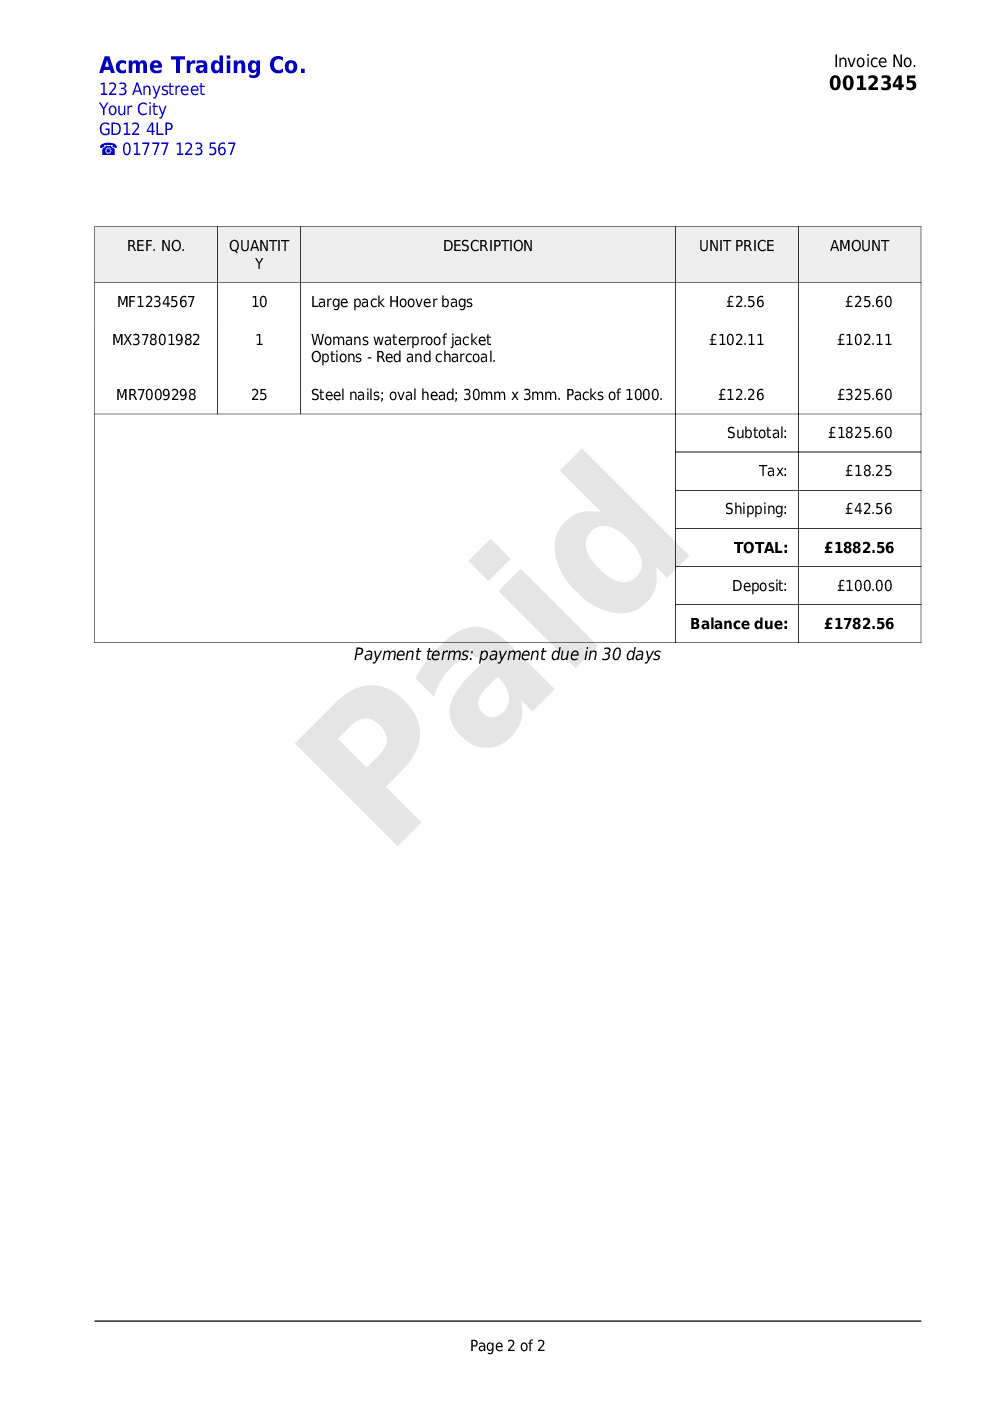 Acme Trading Co.
123 Anystreet
Your City
GD12 4LP
☎ 01777 123 567
Invoice No.
0012345
REF. NO. QUANTIT DESCRIPTION UNIT PRICE AMOUNT
Y
MF1234567 10 Large pack Hoover bags £2.56 £25.60
MX37801982 1 Womans waterproof jacket £102.11 £102.11
Options - Red and charcoal.
MR7009298 25 Steel nails; oval head; 30mm x 3mm. Packs of 1000. £12.26 £325.60
Subtotal: £1825.60
Tax: £18.25
Shipping: £42.56
TOTAL: £1882.56
Deposit: £100.00
Balance due: £1782.56
Payment terms: payment due in 30 days
Paid
Page 2 of 2